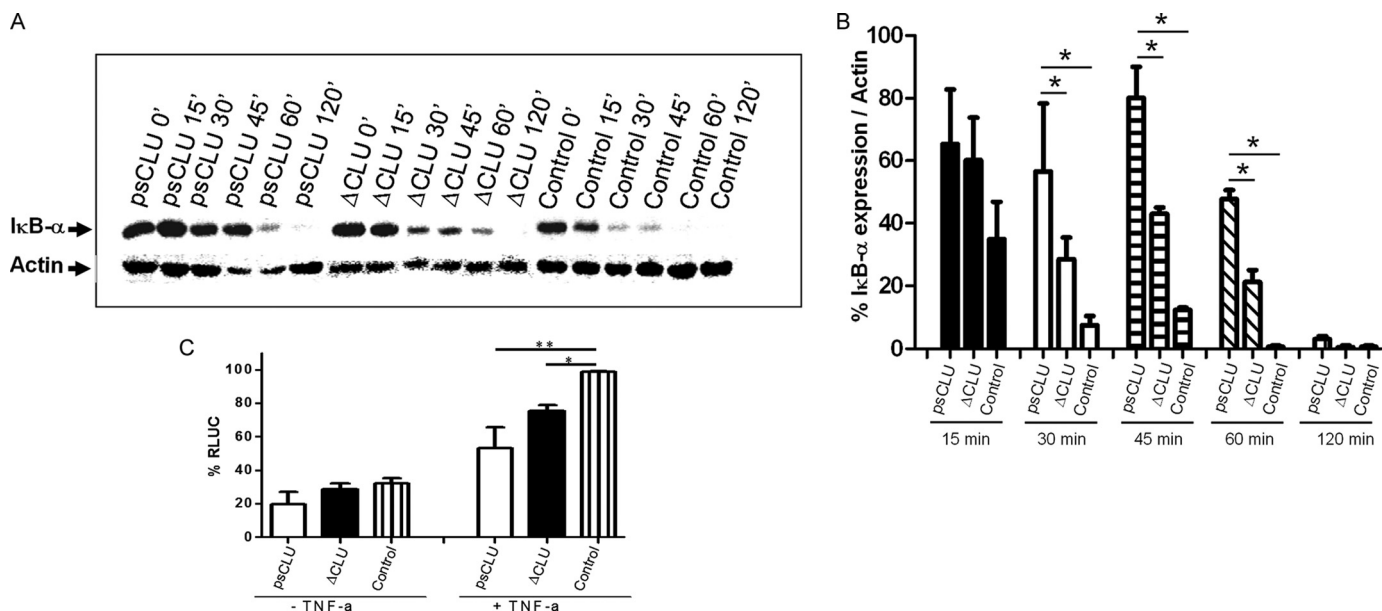 A
psCLU 0'
psCLU 15'
psCLU 30'
psCLU 45'
psCLU 60'
psCLU 120'
ΔCLU 0'
ΔCLU 15'
ΔCLU 30'
ΔCLU 45'
ΔCLU 60'
ΔCLU 120'
Control 0'
Control 15'
Control 30'
Control 45'
Control 60'
Control 120'
IκB-α
Actin
B
% IκB-α expression / Actin
100
80
60
40
20
0
* *
* *
* *
psCLU ΔCLU Control
psCLU ΔCLU Control
psCLU ΔCLU Control
psCLU ΔCLU Control
psCLU ΔCLU Control
15 min 30 min 45 min 60 min 120 min
C
% RLUC
100
80
60
40
20
0
**
*
psCLU ΔCLU Control
psCLU ΔCLU Control
- TNF-a + TNF-a